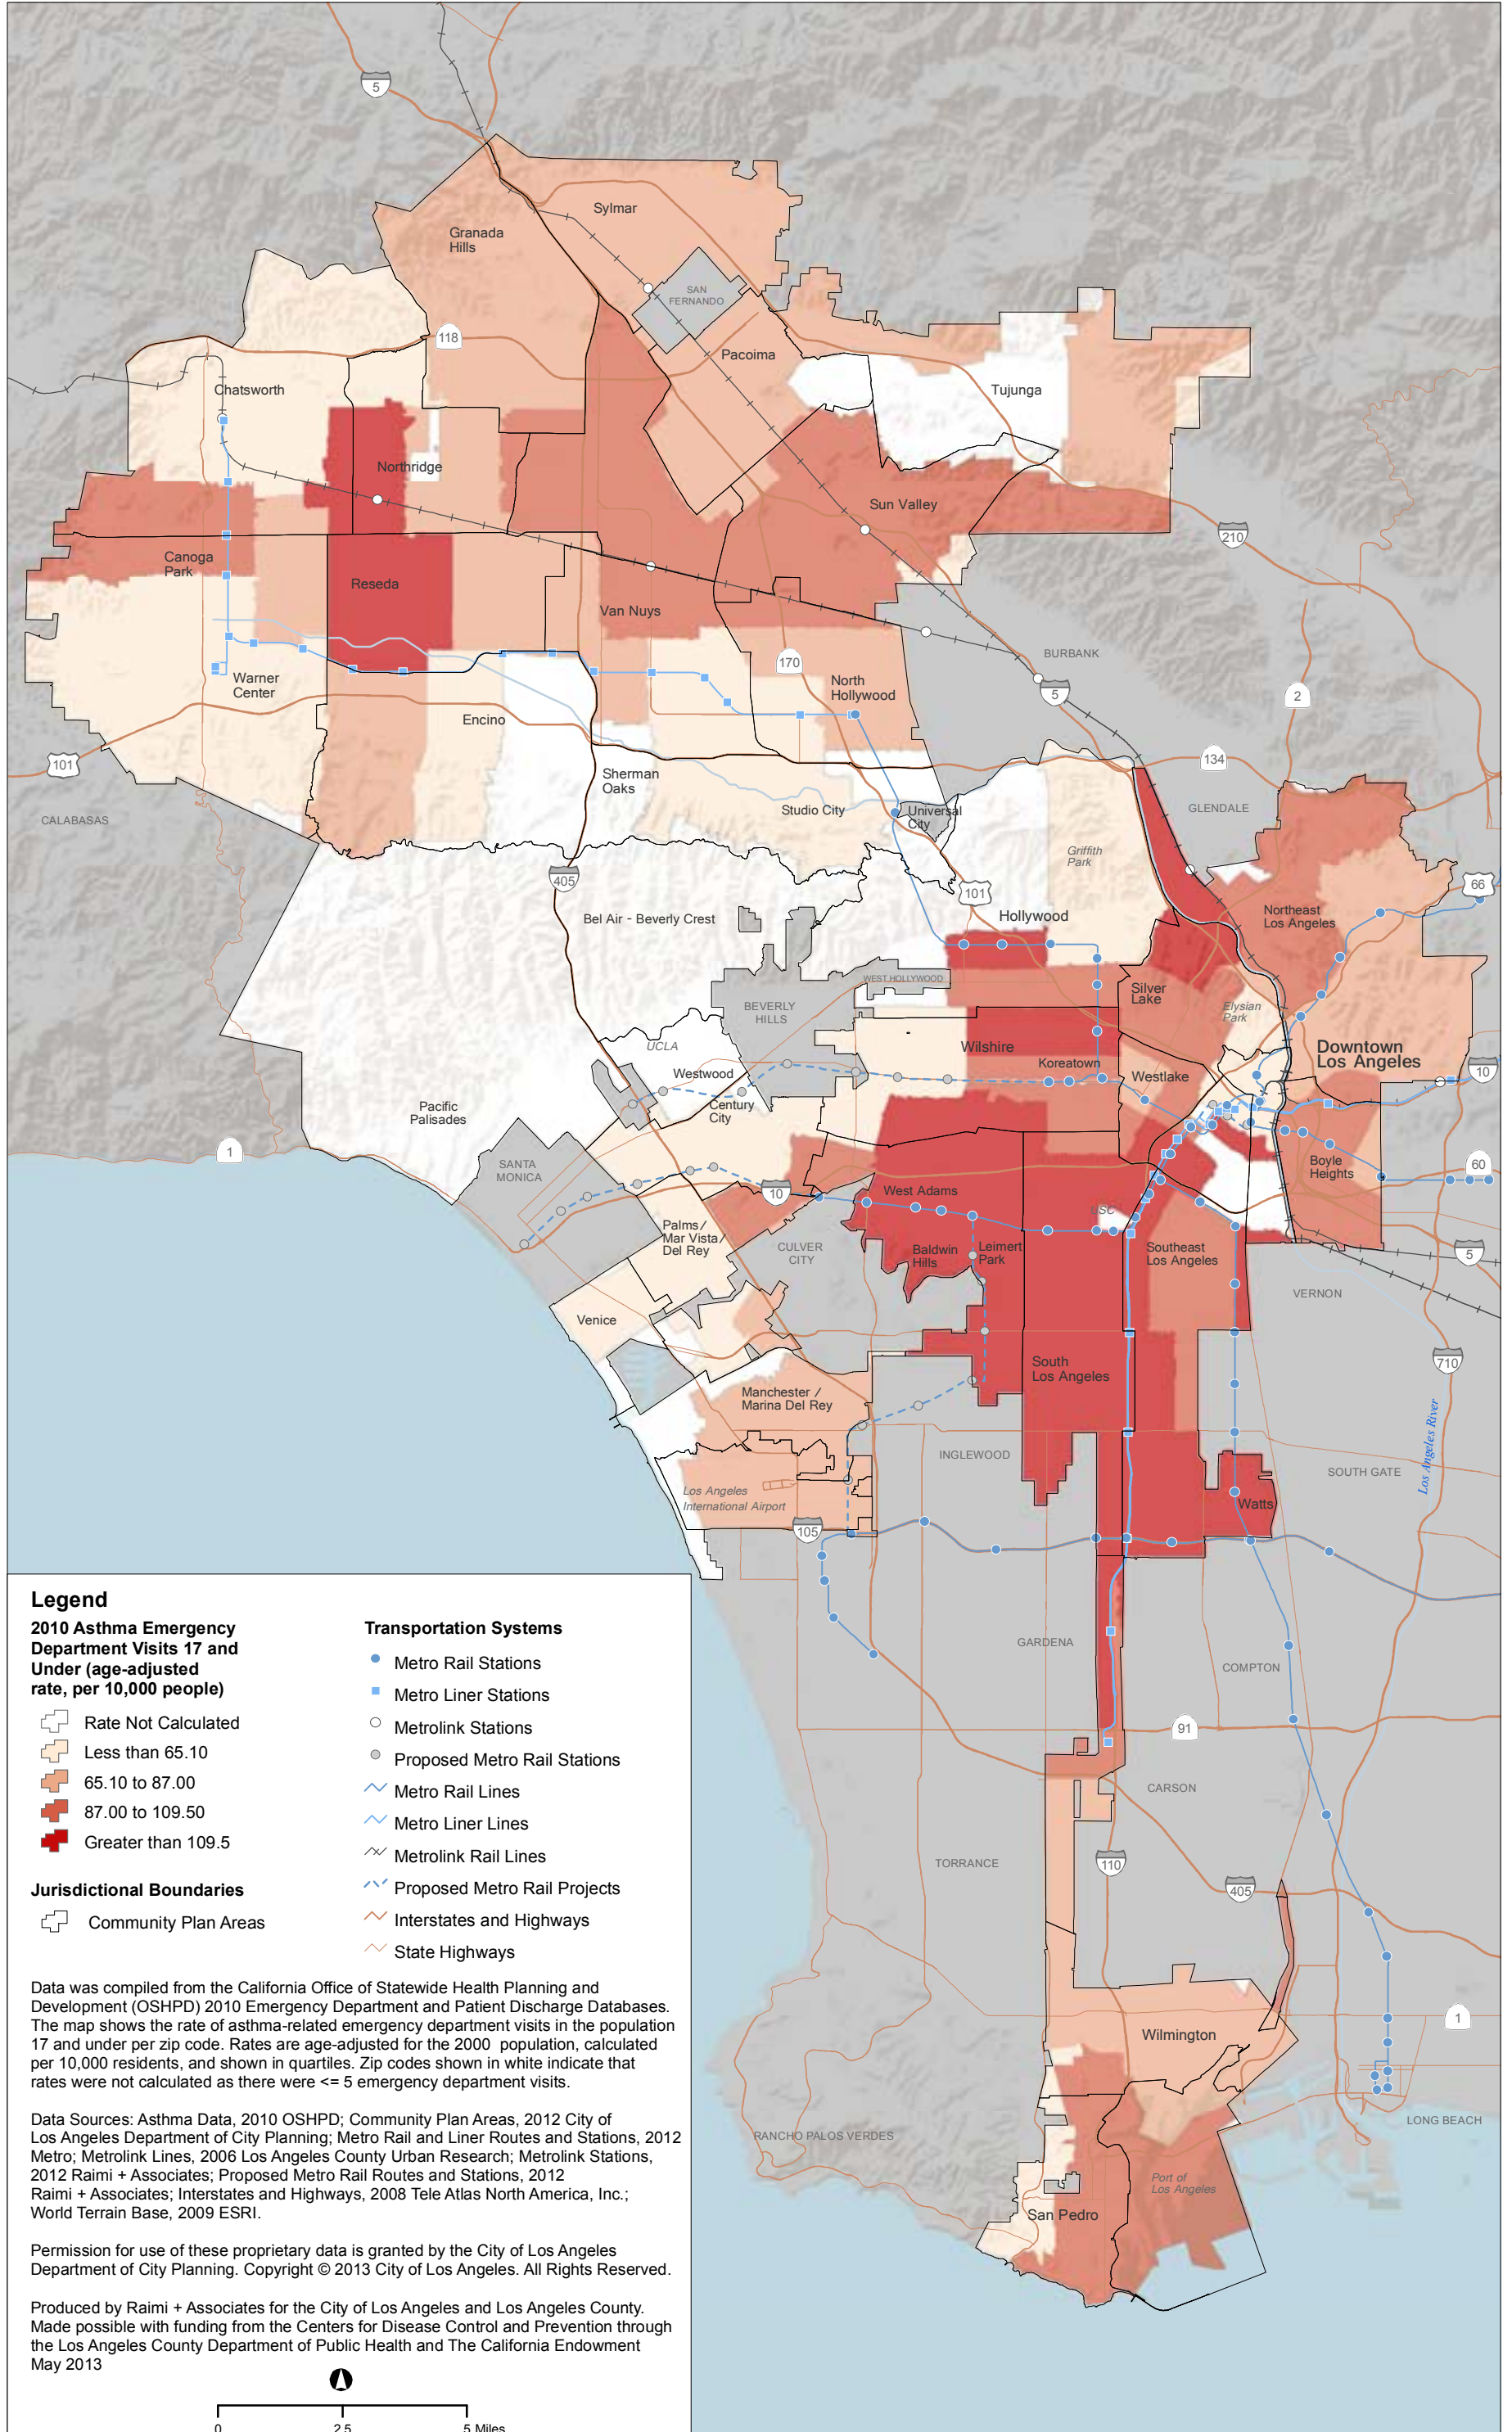 5
Sylmar
Granada
Hills
SAN
FERNANDO
118
Pacoima
Chatsworth
Tujunga
Northridge
Sun Valley
210
Canoga
Park
Reseda
Van Nuys
BURBANK
170
North
Hollywood
5
2
Warner
Center
Encino
101
134
Sherman
Oaks
Studio City
Universal
City
GLENDALE
CALABASAS
Griffith
Park
405
101
66
Bel Air - Beverly Crest
Hollywood
Northeast
Los Angeles
WEST HOLLYWOOD
Silver
Lake
BEVERLY
HILLS
Elysian
Park
UCLA
Wilshire
Downtown
Los Angeles
Koreatown
Westwood
Westlake
10
Century
City
Pacific
Palisades
1
SANTA
MONICA
Boyle
Heights
60
10
West Adams
USC
Palms/
Mar Vista/
Del Rey
CULVER
CITY
Baldwin
Hills
Leimert
Park
Southeast
Los Angeles
5
VERNON
Venice
710
South
Los Angeles
Manchester /
Marina Del Rey
Los Angeles River
INGLEWOOD
SOUTH GATE
Los Angeles
International Airport
Watts
105
GARDENA
COMPTON
91
CARSON
TORRANCE
110
405
1
Wilmington
LONG BEACH
RANCHO PALOS VERDES
Port of
Los Angeles
San Pedro
Legend
2010 Asthma Emergency
Department Visits 17 and
Under (age-adjusted
rate, per 10,000 people)
Rate Not Calculated
Less than 65.10
65.10 to 87.00
87.00 to 109.50
Greater than 109.5
Jurisdictional Boundaries
Community Plan Areas
Transportation Systems
Metro Rail Stations
Metro Liner Stations
Metrolink Stations
Proposed Metro Rail Stations
Metro Rail Lines
Metro Liner Lines
Metrolink Rail Lines
Proposed Metro Rail Projects
Interstates and Highways
State Highways
Data was compiled from the California Office of Statewide Health Planning and
Development (OSHPD) 2010 Emergency Department and Patient Discharge Databases.
The map shows the rate of asthma-related emergency department visits in the population
17 and under per zip code. Rates are age-adjusted for the 2000 population, calculated
per 10,000 residents, and shown in quartiles. Zip codes shown in white indicate that
rates were not calculated as there were <= 5 emergency department visits.
Data Sources: Asthma Data, 2010 OSHPD; Community Plan Areas, 2012 City of
Los Angeles Department of City Planning; Metro Rail and Liner Routes and Stations, 2012
Metro; Metrolink Lines, 2006 Los Angeles County Urban Research; Metrolink Stations,
2012 Raimi + Associates; Proposed Metro Rail Routes and Stations, 2012
Raimi + Associates; Interstates and Highways, 2008 Tele Atlas North America, Inc.;
World Terrain Base, 2009 ESRI.
Permission for use of these proprietary data is granted by the City of Los Angeles
Department of City Planning. Copyright © 2013 City of Los Angeles. All Rights Reserved.
Produced by Raimi + Associates for the City of Los Angeles and Los Angeles County.
Made possible with funding from the Centers for Disease Control and Prevention through
the Los Angeles County Department of Public Health and The California Endowment
May 2013
0 2.5 5 Miles